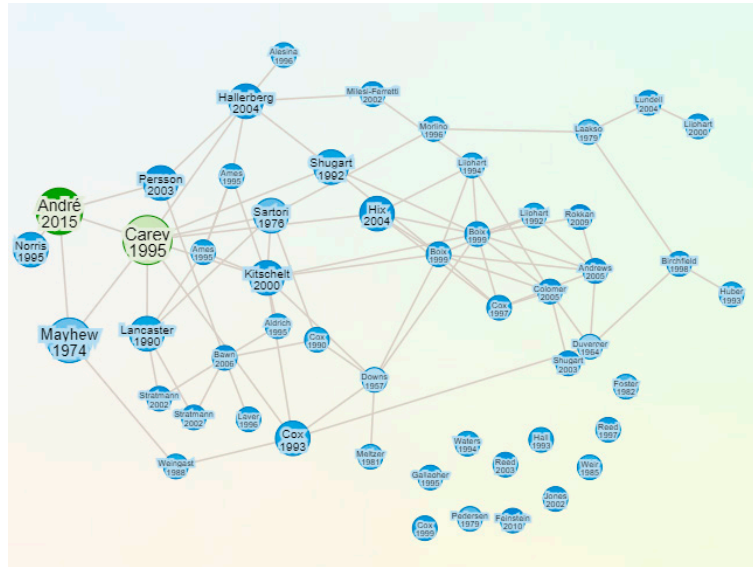 Alesina
1996
Hallerberg
2004
Milesi-Ferretti
2002
Lundell
2004
Lijphart
2000
Morlino
1996
Laakso
1979
Shugart
1992
Lijphart
1994
Persson
2003
Ames
1995
André
2015
Sartori
1976
Hix
2004
Lijphart
1992
Rokkan
2009
Carey
1995
Boix
1999
Norris
1995
Ames
1995
Boix
1999
Andrews
2005
Birchfield
1998
Kitschelt
2000
Colomer
2005
Huber
1993
Cox
1997
Mayhew
1974
Lancaster
1990
Aldrich
1995
Cox
1990
Duverger
1964
Bawn
2006
Shugart
2003
Downs
1957
Foster
1982
Stratmann
2002
Stratmann
2002
Laver
1996
Cox
1993
Reed
1997
Waters
1994
Hall
1993
Weingast
1988
Meltzer
1981
Reed
2003
Weir
1985
Gallagher
1995
Jones
2002
Cox
1999
Pedersen
1979
Feinstein
2010